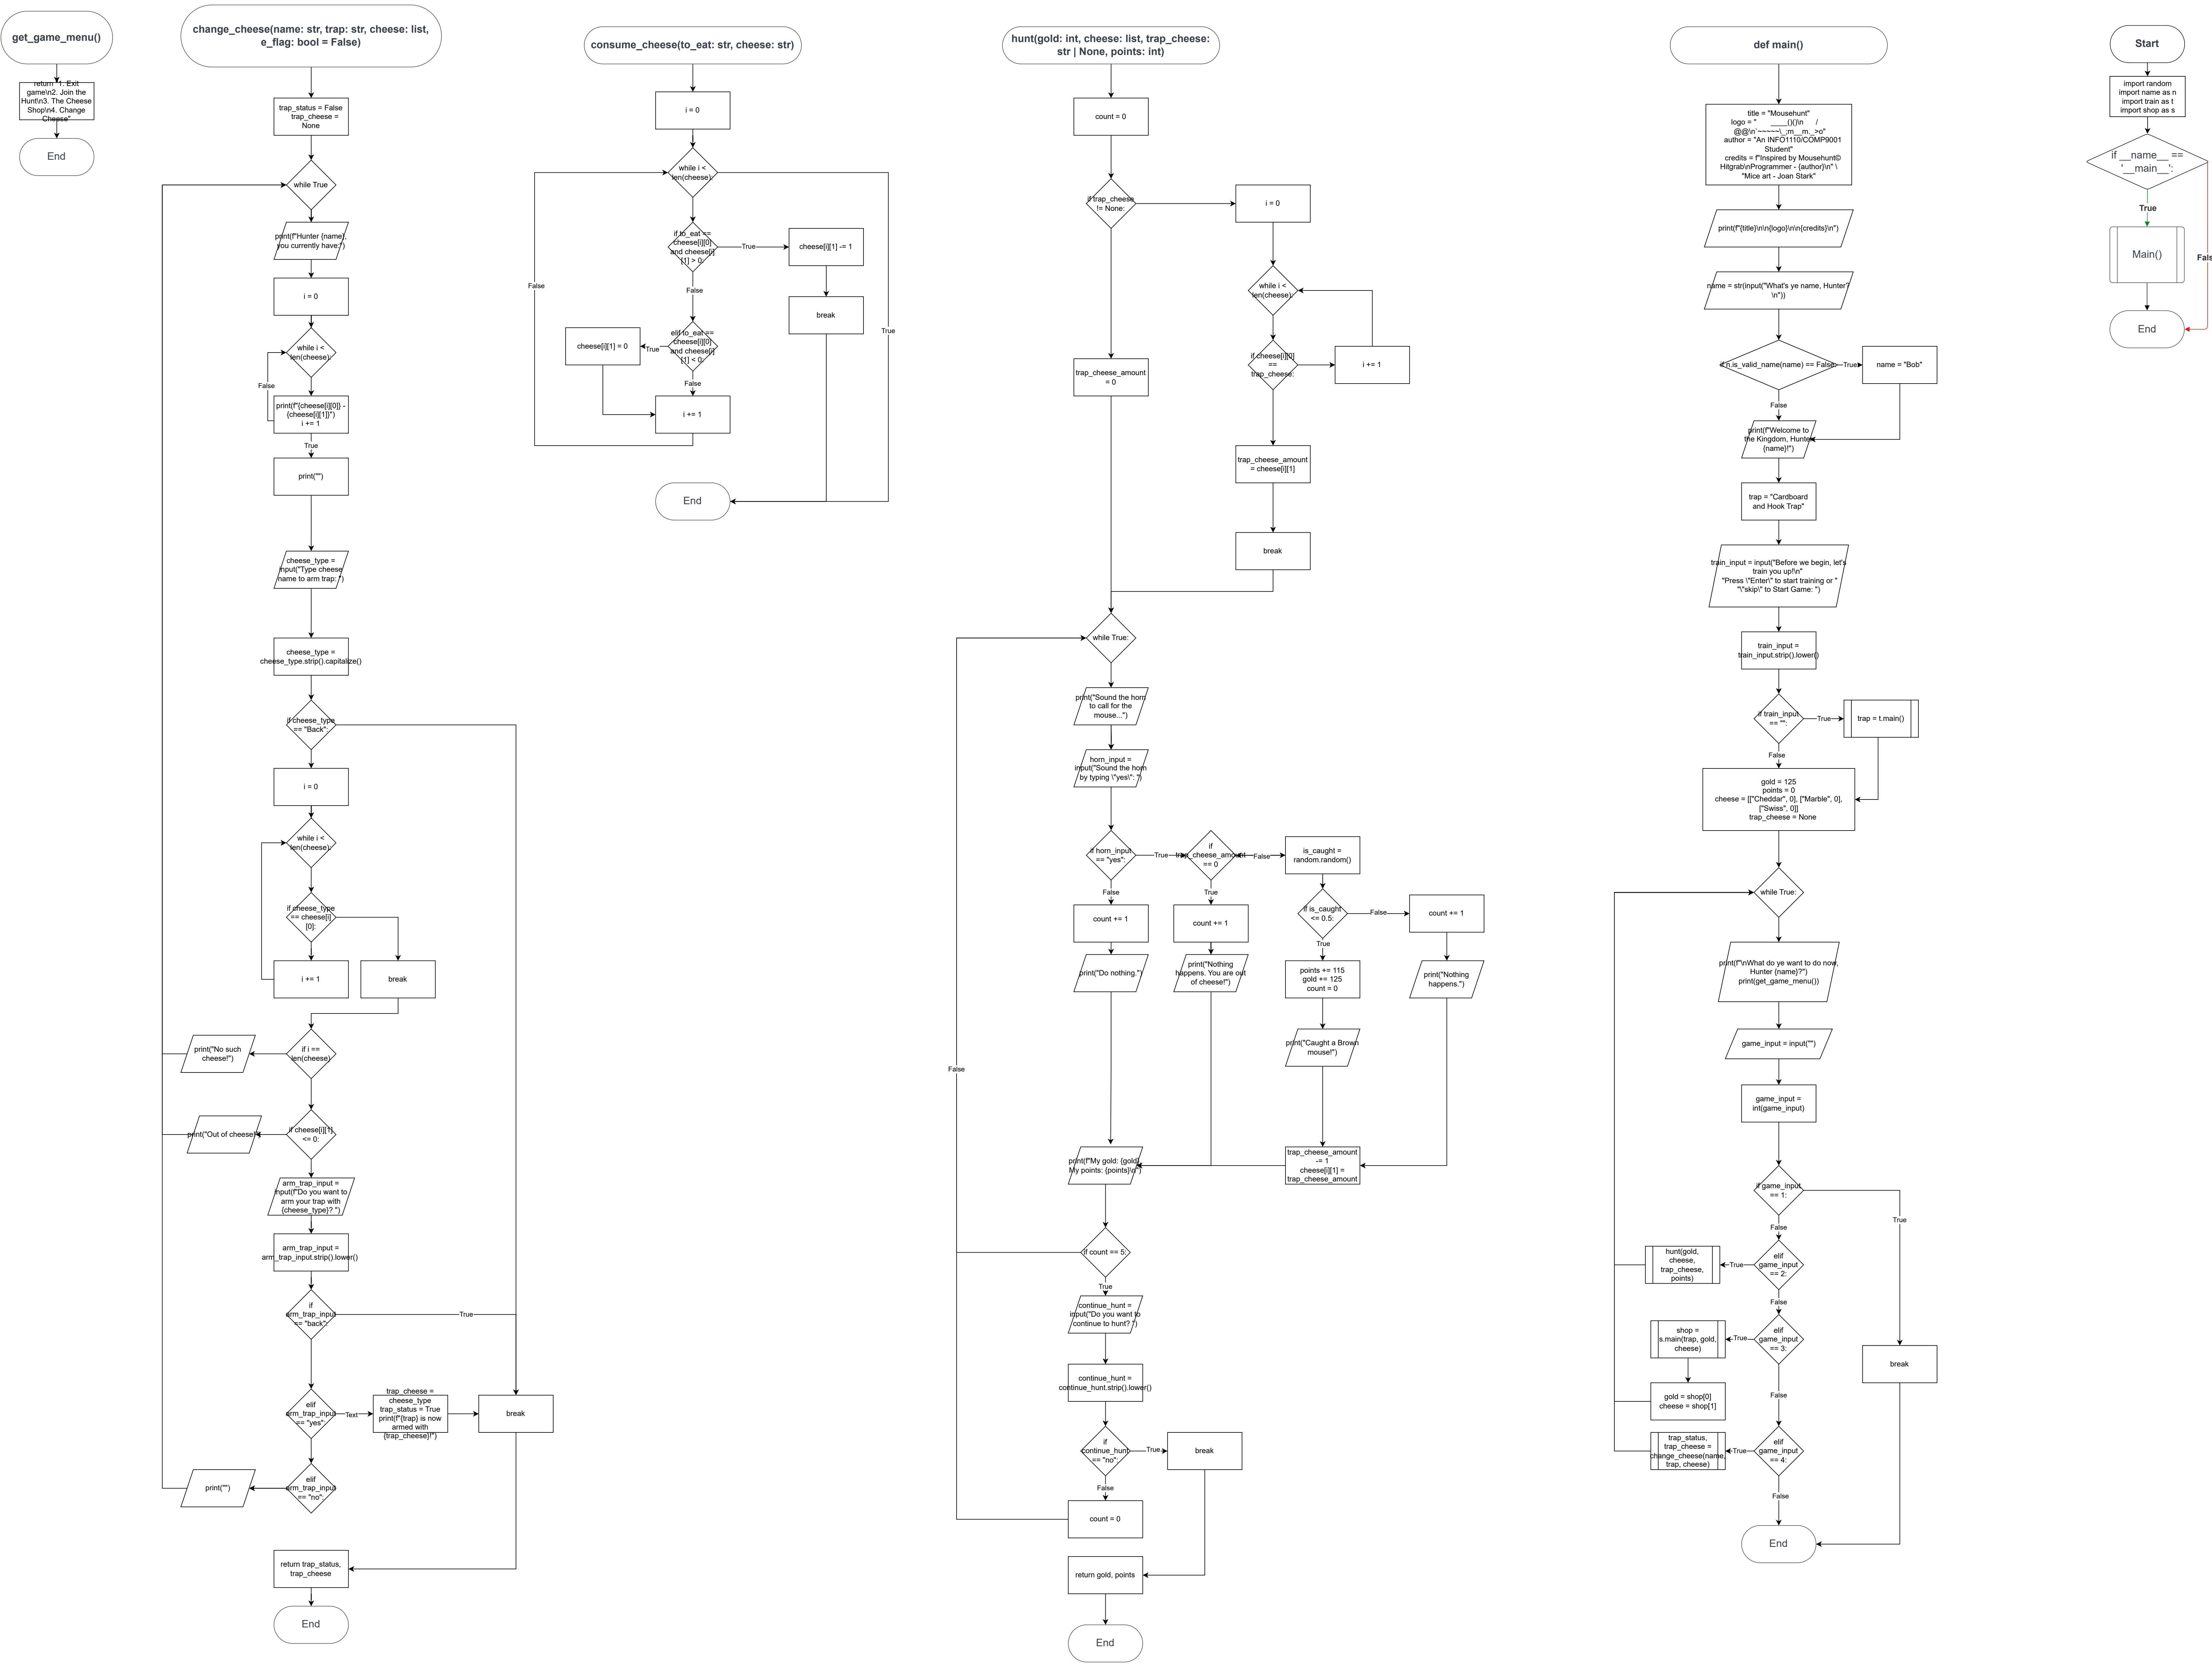 get_game_menu()
return "1. Exit
game\n2. Join the
Hunt\n3. The Cheese
Shop\n4. Change
Cheese"
End
change_cheese(name: str, trap: str, cheese: list,
e_flag: bool = False)
trap_status = False
trap_cheese =
None
while True
print(f"Hunter {name},
you currently have:")
i = 0
while i <
len(cheese):
False
print(f"{cheese[i][0]} -
{cheese[i][1]}")
i += 1
True
print("")
cheese_type =
input("Type cheese
name to arm trap: ")
cheese_type =
cheese_type.strip().capitalize()
if cheese_type
== "Back":
i = 0
while i <
len(cheese):
if cheese_type
== cheese[i]
[0]:
i += 1
break
if i ==
len(cheese)
print("No such
cheese!")
if cheese[i][1]
<= 0:
print("Out of cheese!")
arm_trap_input =
input(f"Do you want to
arm your trap with
{cheese_type}? ")
arm_trap_input =
arm_trap_input.strip().lower()
if
arm_trap_input
== "back":
True
elif
arm_trap_input
== "yes":
Text
trap_cheese =
cheese_type
trap_status = True
print(f"{trap} is now
armed with
{trap_cheese}!")
break
elif
arm_trap_input
== "no":
print("")
return trap_status,
trap_cheese
End
consume_cheese(to_eat: str, cheese: str)
i = 0
while i <
len(cheese):
if to_eat ==
cheese[i][0]
and cheese[i]
[1] > 0:
True
cheese[i][1] -= 1
break
False
False
True
elif to_eat ==
cheese[i][0]
and cheese[i]
[1] < 0:
True
cheese[i][1] = 0
False
i += 1
End
hunt(gold: int, cheese: list, trap_cheese:
str | None, points: int)
count = 0
if trap_cheese
!= None:
i = 0
while i <
len(cheese):
if cheese[i][0]
==
trap_cheese:
i += 1
trap_cheese_amount
= 0
trap_cheese_amount
= cheese[i][1]
break
while True:
print("Sound the horn
to call for the
mouse...")
horn_input =
input("Sound the horn
by typing \"yes\": ")
if horn_input
== "yes":
True
if
trap_cheese_amount
== 0
False
is_caught =
random.random()
False
count += 1
print("Do nothing.")
True
count += 1
print("Nothing
happens. You are out
of cheese!")
if is_caught
<= 0.5:
False
count += 1
print("Nothing
happens.")
True
points += 115
gold += 125
count = 0
print("Caught a Brown
mouse!")
False
trap_cheese_amount
-= 1
cheese[i][1] =
trap_cheese_amount
print(f"My gold: {gold},
My points: {points}\n")
if count == 5:
True
continue_hunt =
input("Do you want to
continue to hunt? ")
continue_hunt =
continue_hunt.strip().lower()
if
continue_hunt
== "no":
True
break
False
count = 0
return gold, points
End
def main()
title = "Mousehunt"
logo = " ____()()\n /
@@\n`~~~~~\_;m__m._>o"
author = "An INFO1110/COMP9001
Student"
credits = f"Inspired by Mousehunt©
Hitgrab\nProgrammer - {author}\n" \
"Mice art - Joan Stark"
print(f"{title}\n\n{logo}\n\n{credits}\n")
name = str(input("What's ye name, Hunter?
\n"))
if n.is_valid_name(name) == False:
True
name = "Bob"
False
print(f"Welcome to
the Kingdom, Hunter
{name}!")
trap = "Cardboard
and Hook Trap"
train_input = input("Before we begin, let's
train you up!\n"
"Press \"Enter\" to start training or "
"\"skip\" to Start Game: ")
train_input =
train_input.strip().lower()
if train_input
== "":
True
trap = t.main()
False
gold = 125
points = 0
cheese = [["Cheddar", 0], ["Marble", 0],
["Swiss", 0]]
trap_cheese = None
while True:
print(f"\nWhat do ye want to do now,
Hunter {name}?")
print(get_game_menu())
game_input = input("")
game_input =
int(game_input)
if game_input
== 1:
True
False
elif
game_input
== 2:
True
hunt(gold,
cheese,
trap_cheese,
points)
False
elif
game_input
== 3:
True
shop =
s.main(trap, gold,
cheese)
gold = shop[0]
cheese = shop[1]
False
break
elif
game_input
== 4:
True
trap_status,
trap_cheese =
change_cheese(name,
trap, cheese)
False
End
Start
import random
import name as n
import train as t
import shop as s
if __name__ ==
'__main__':
True
Main()
End